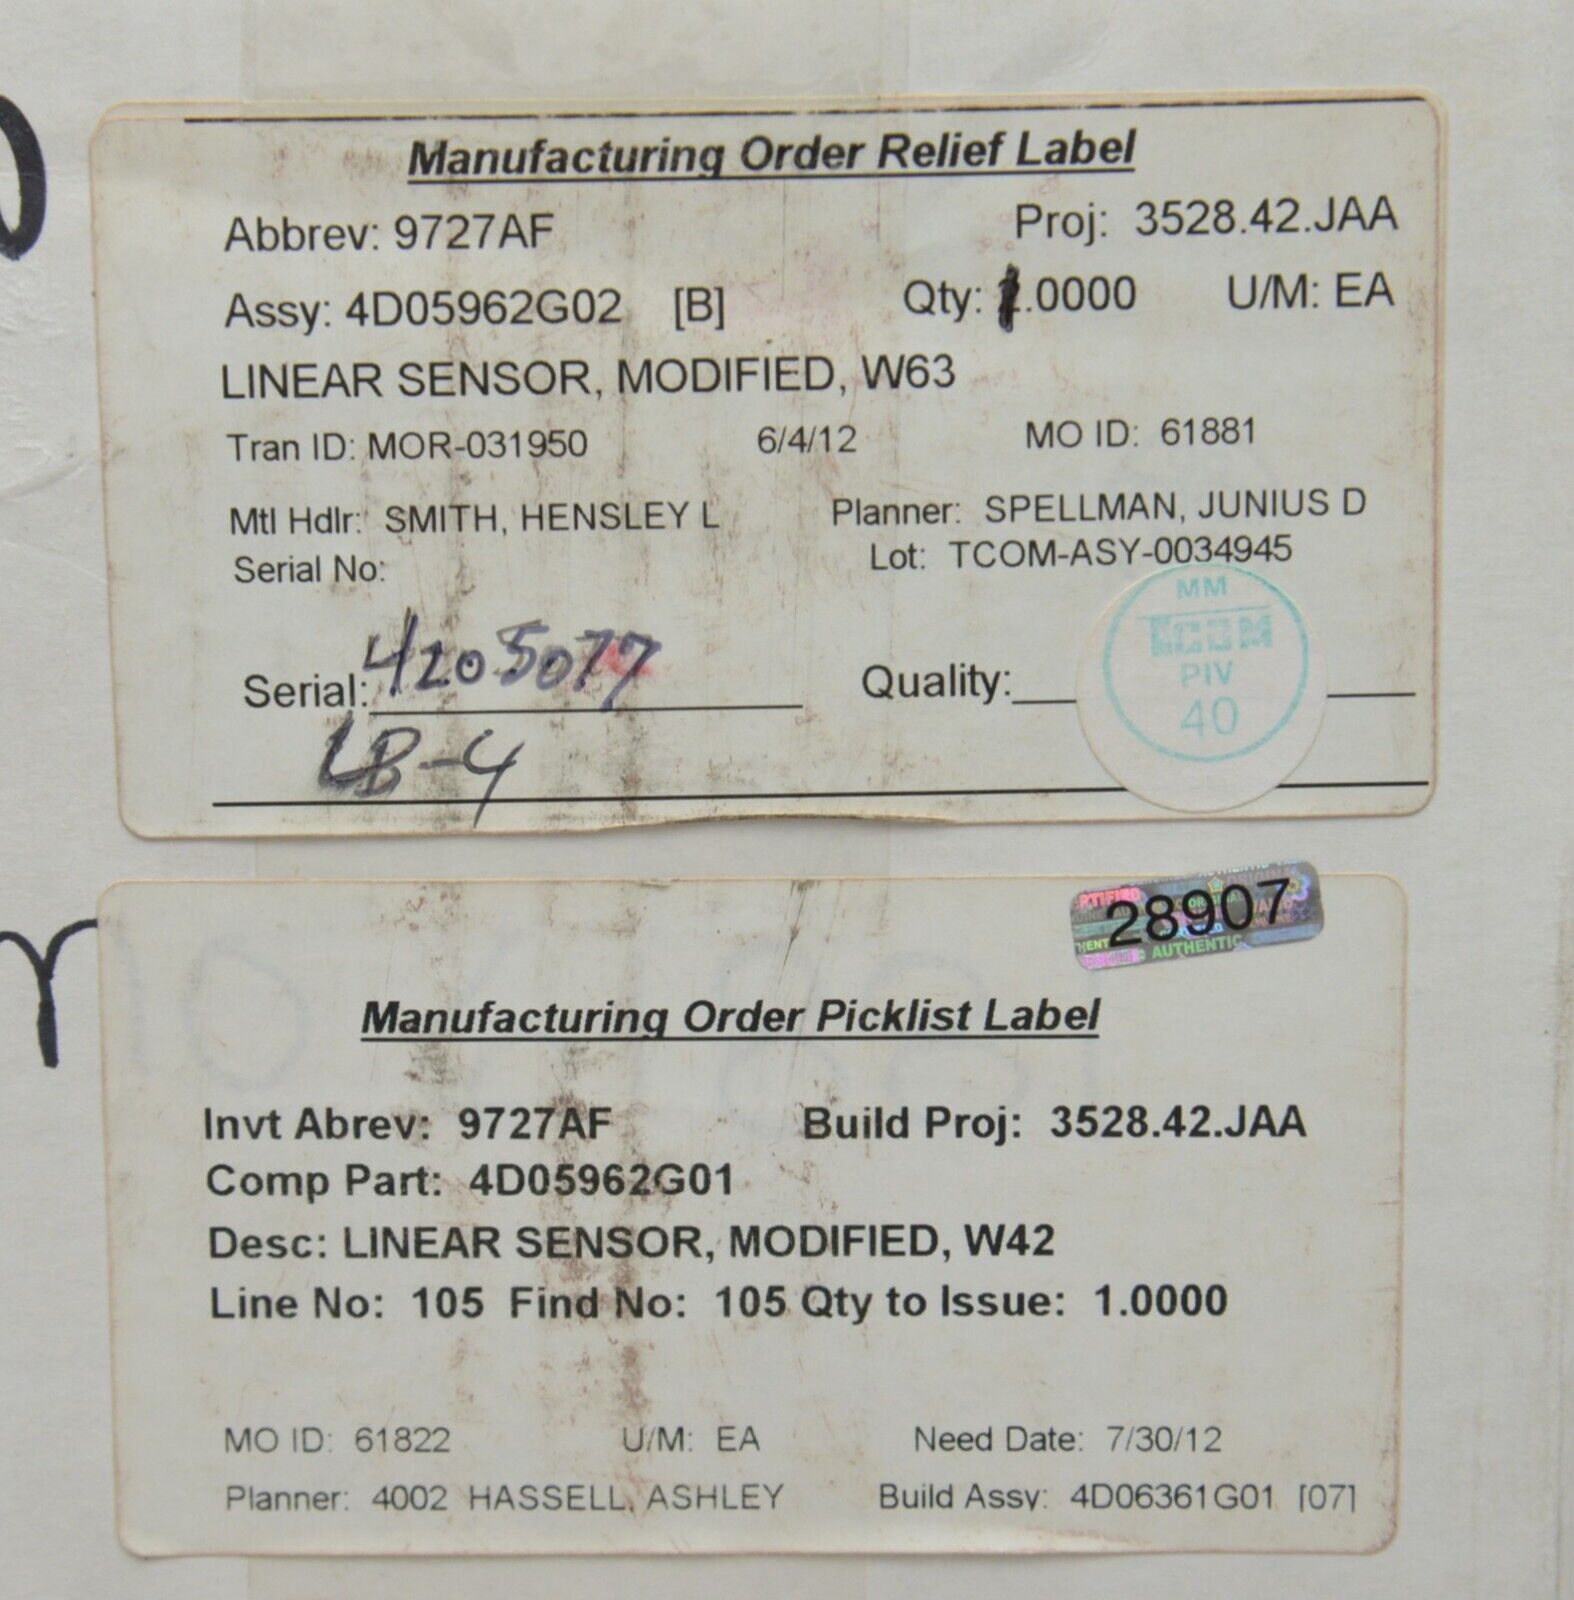 Manufacturing Order Relief Label
Abbrev: 9727AF Proj: 3528.42.JAA
Assy: 4D05962G02 [B] Qty: 1.0000 U/M: EA
LINEAR SENSOR, MODIFIED, W63
Tran ID: MOR-031950 6/4/12 MO ID: 61881
Mtl Hdlr: SMITH, HENSLEY L Planner: SPELLMAN, JUNIUS D
Serial No: Lot: TCOM-ASY-0034945
MM
TCOM
PIV
40
Serial: 4205077 Quality:
LB-4
28907
AUTHENTIC
Manufacturing Order Picklist Label
Invt Abrev: 9727AF Build Proj: 3528.42.JAA
Comp Part: 4D05962G01
Desc: LINEAR SENSOR, MODIFIED, W42
Line No: 105 Find No: 105 Qty to Issue: 1.0000
MO ID: 61822 U/M: EA Need Date: 7/30/12
Planner: 4002 HASSELL, ASHLEY Build Assy: 4D06361G01 [07]